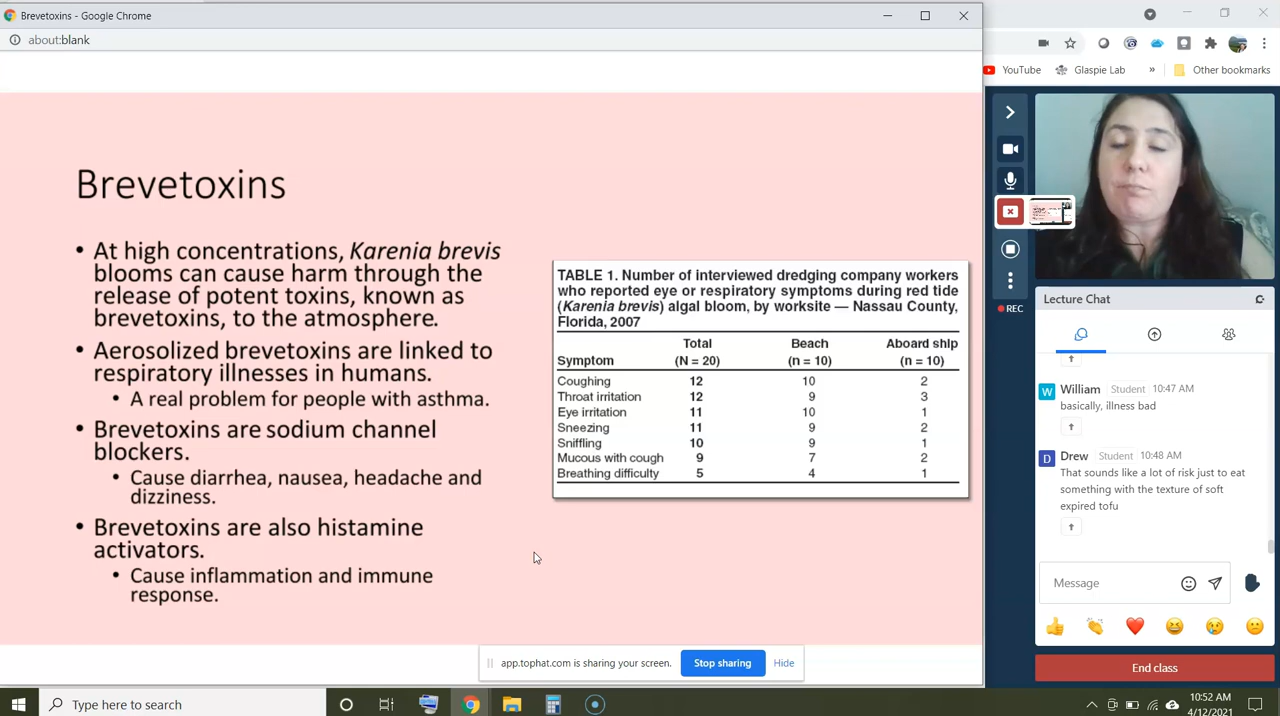 Brevetoxins - Google Chrome
about:blank
YouTube
Glaspie Lab
»
Other bookmarks
Brevetoxins
• At high concentrations, Karenia brevis
blooms can cause harm through the
release of potent toxins, known as
brevetoxins, to the atmosphere.
• Aerosolized brevetoxins are linked to
respiratory illnesses in humans.
• A real problem for people with asthma.
• Brevetoxins are sodium channel
blockers.
• Cause diarrhea, nausea, headache and
dizziness.
• Brevetoxins are also histamine
activators.
• Cause inflammation and immune
response.
TABLE 1. Number of interviewed dredging company workers
who reported eye or respiratory symptoms during red tide
(Karenia brevis) algal bloom, by worksite — Nassau County,
Florida, 2007
Total Beach Aboard ship
Symptom (N = 20) (n = 10) (n = 10)
Coughing 12 10 2
Throat irritation 12 9 3
Eye irritation 11 10 1
Sneezing 11 9 2
Sniffling 10 9 1
Mucous with cough 9 7 2
Breathing difficulty 5 4 1
REC
Lecture Chat
W William Student 10:47 AM
basically, illness bad
D Drew Student 10:48 AM
That sounds like a lot of risk just to eat
something with the texture of soft
expired tofu
Message
End class
app.tophat.com is sharing your screen. Stop sharing Hide
Type here to search
10:52 AM
4/12/2021